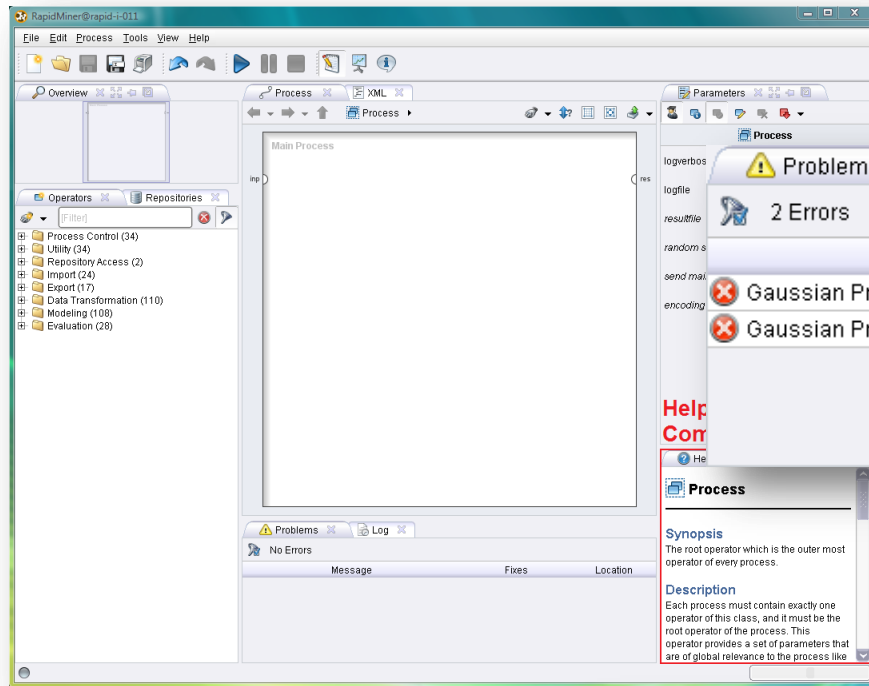 RapidMiner@rapid-i-011
File Edit Process Tools View Help
Overview
Process
XML
Parameters
Process
Process
Main Process
inp
res
logverbos
logfile
resultfile
random s
send mai
encoding
Problem
2 Errors
Gaussian Pr
Gaussian Pr
Operators
Repositories
[Filter]
Process Control (34)
Utility (34)
Repository Access (2)
Import (24)
Export (17)
Data Transformation (110)
Modeling (108)
Evaluation (28)
Help
Com
He
Process
Synopsis
The root operator which is the outer most
operator of every process.
Description
Each process must contain exactly one
operator of this class, and it must be the
root operator of the process. This
operator provides a set of parameters that
are of global relevance to the process like
Problems
Log
No Errors
Message Fixes Location